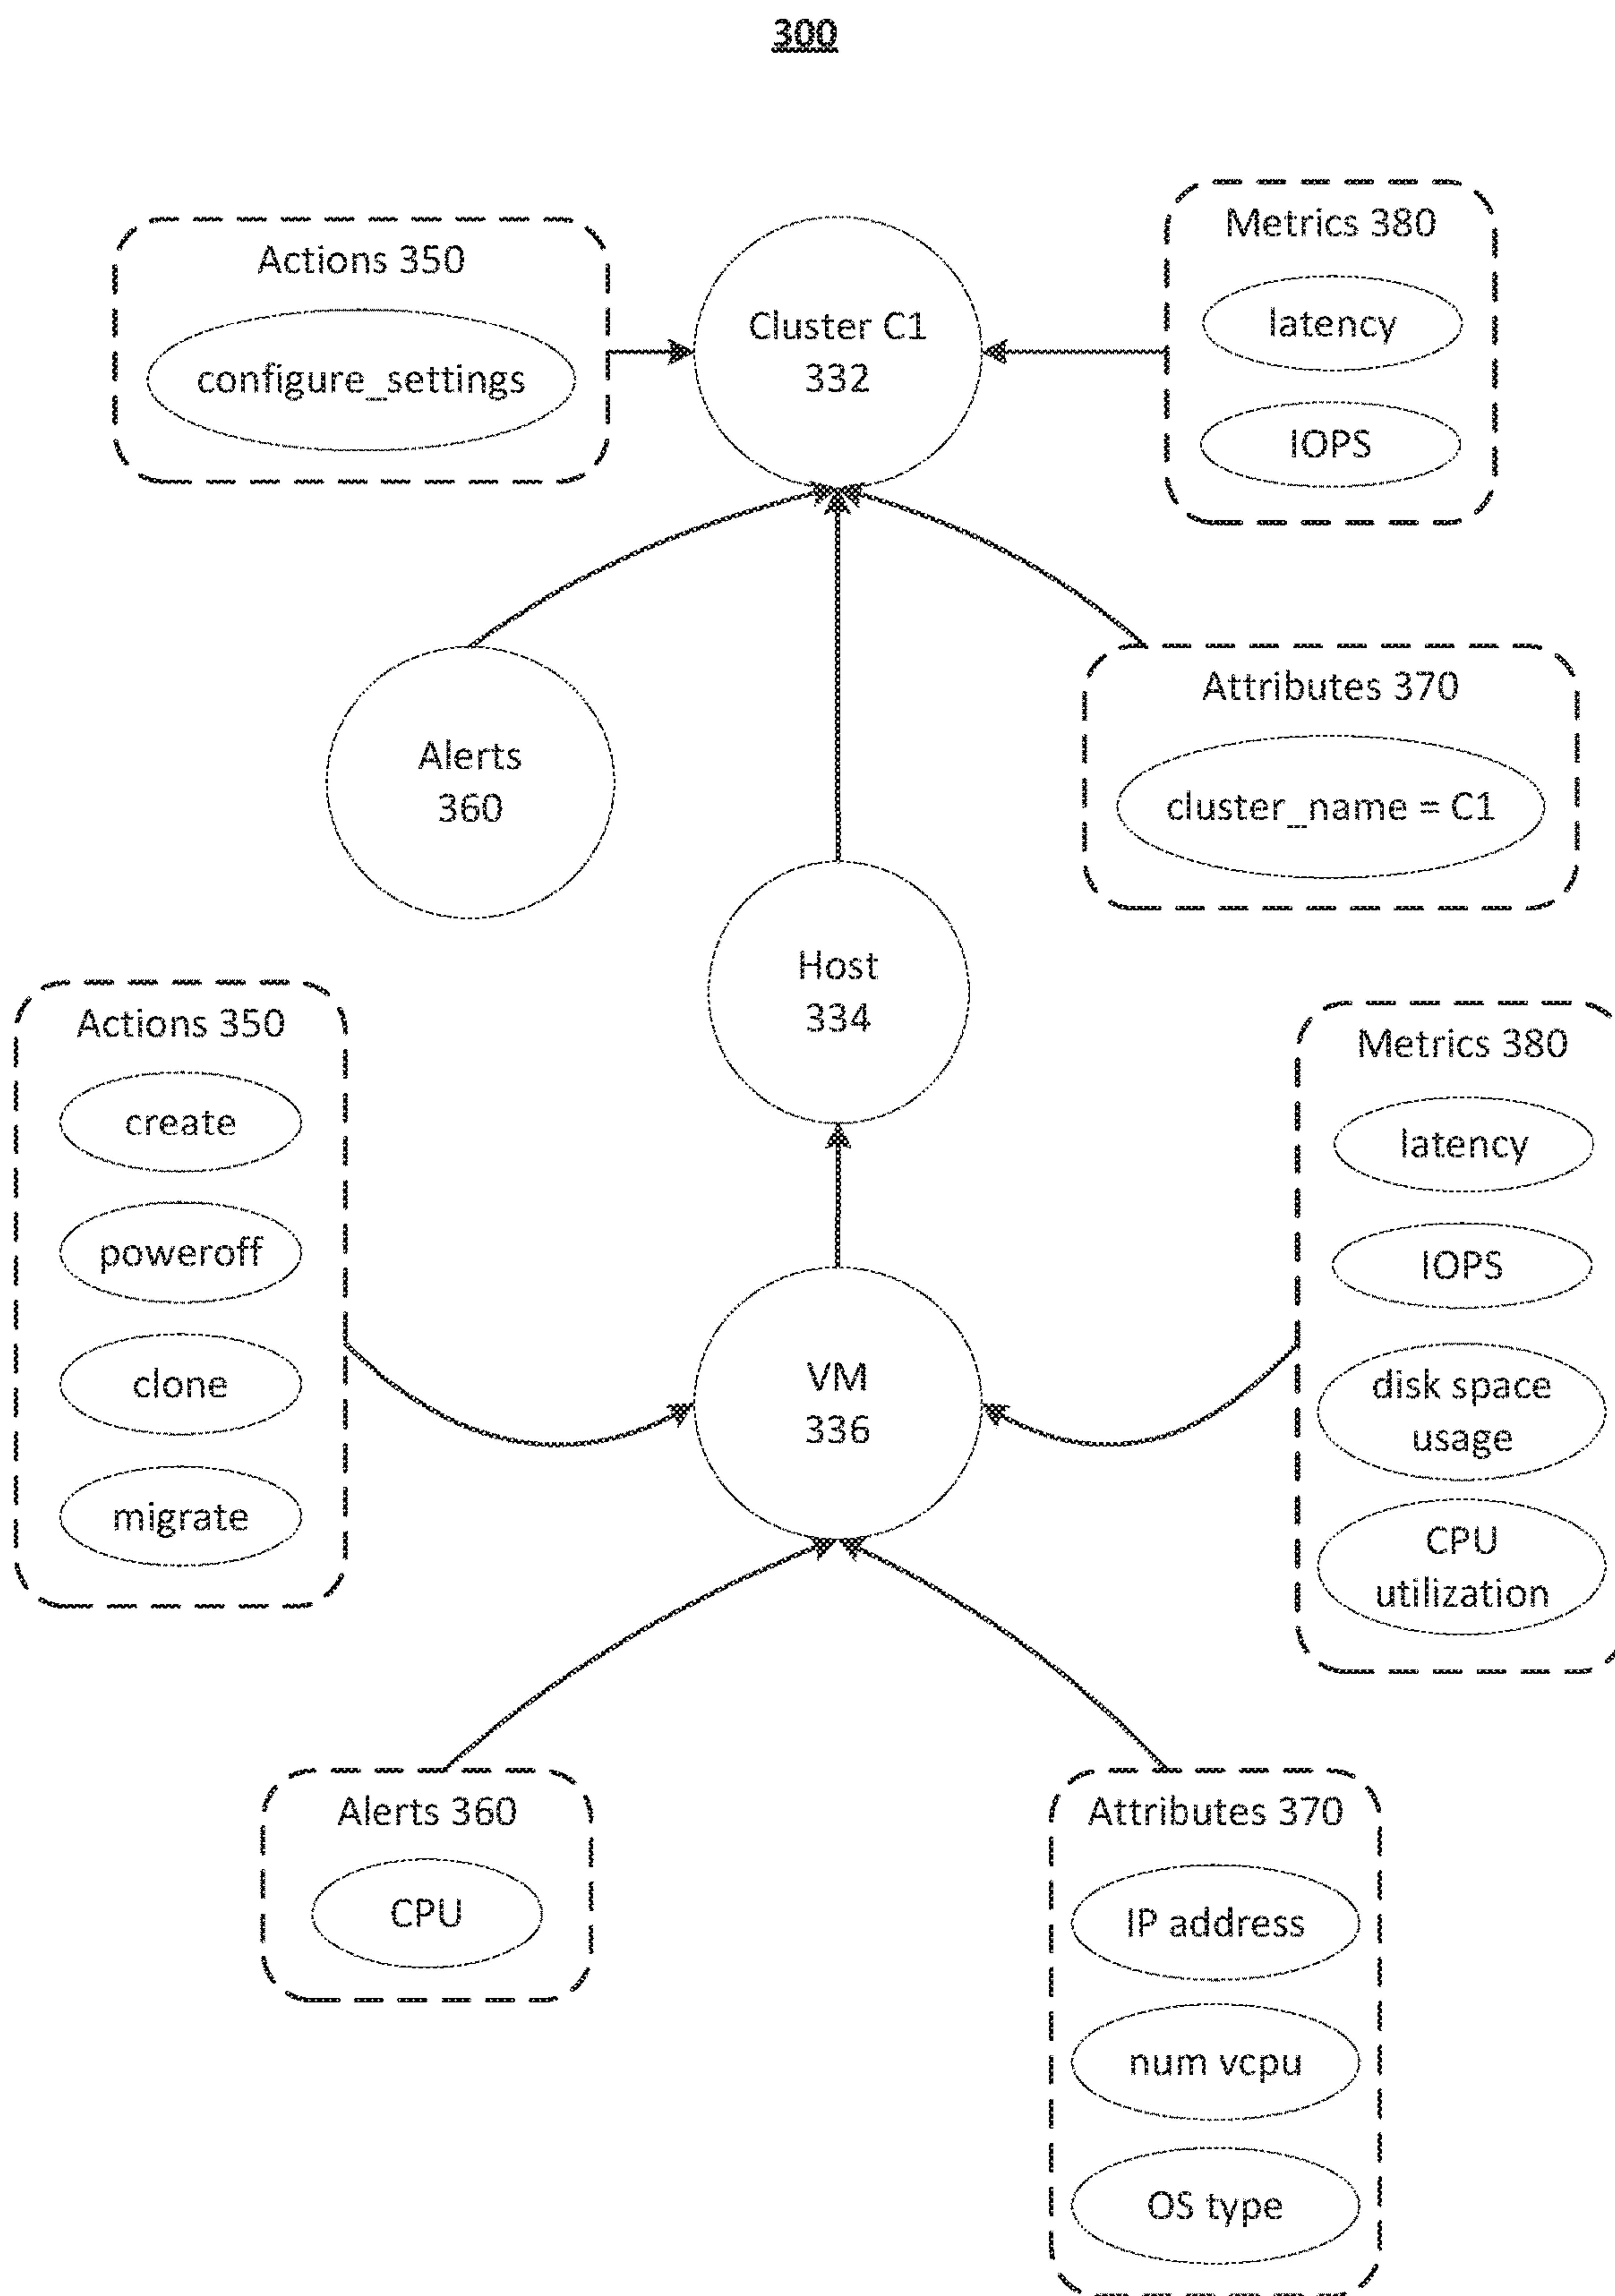 300
Actions 350
configure_settings
Cluster C1
332
Metrics 380
latency
IOPS
Alerts
360
Attributes 370
cluster_name = C1
Host
334
Actions 350
create
poweroff
clone
migrate
Metrics 380
latency
IOPS
disk space
usage
CPU
utilization
VM
336
Alerts 360
CPU
Attributes 370
IP address
num vcpu
OS type